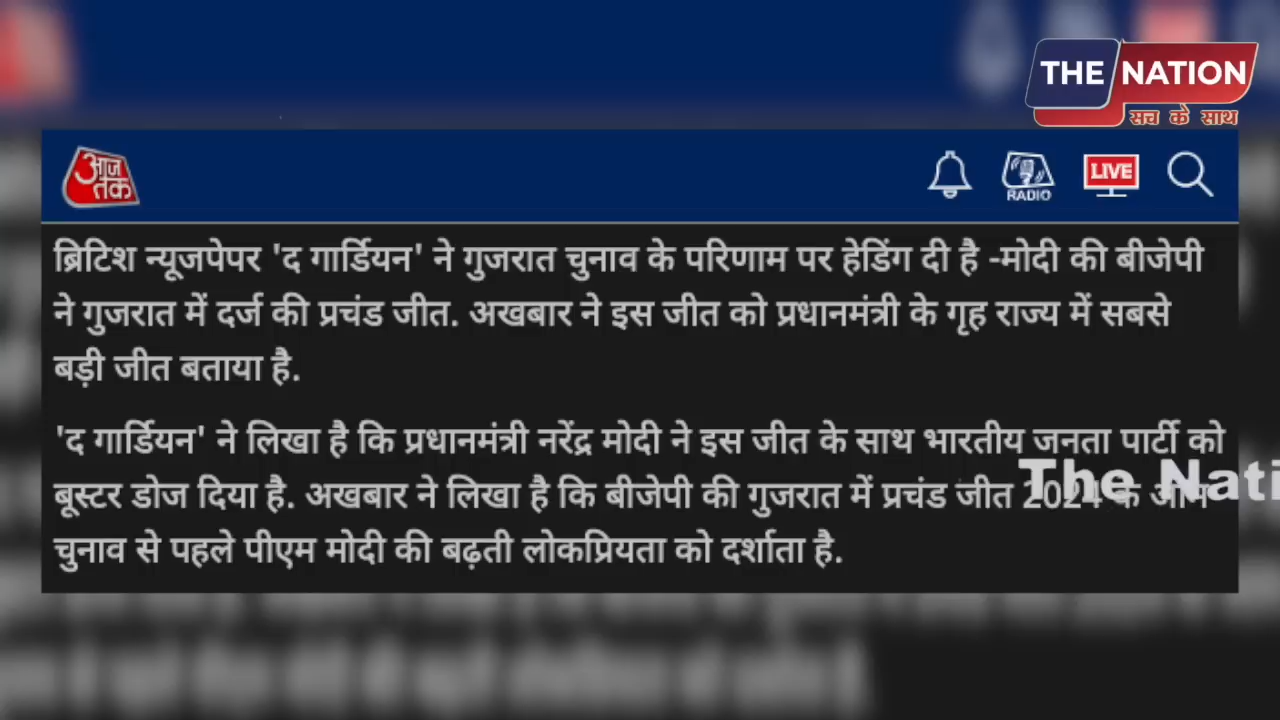 THE NATION
सच के साथ
आज तक
RADIO
LIVE
ब्रिटिश न्यूजपेपर 'द गार्डियन' ने गुजरात चुनाव के परिणाम पर हेडिंग दी है -मोदी की बीजेपी
ने गुजरात में दर्ज की प्रचंड जीत. अखबार ने इस जीत को प्रधानमंत्री के गृह राज्य में सबसे
बड़ी जीत बताया है.
'द गार्डियन' ने लिखा है कि प्रधानमंत्री नरेंद्र मोदी ने इस जीत के साथ भारतीय जनता पार्टी को
बूस्टर डोज दिया है. अखबार ने लिखा है कि बीजेपी की गुजरात में प्रचंड जीत 2024 के
The Nati
चुनाव से पहले पीएम मोदी की बढ़ती लोकप्रियता को दर्शाता है.